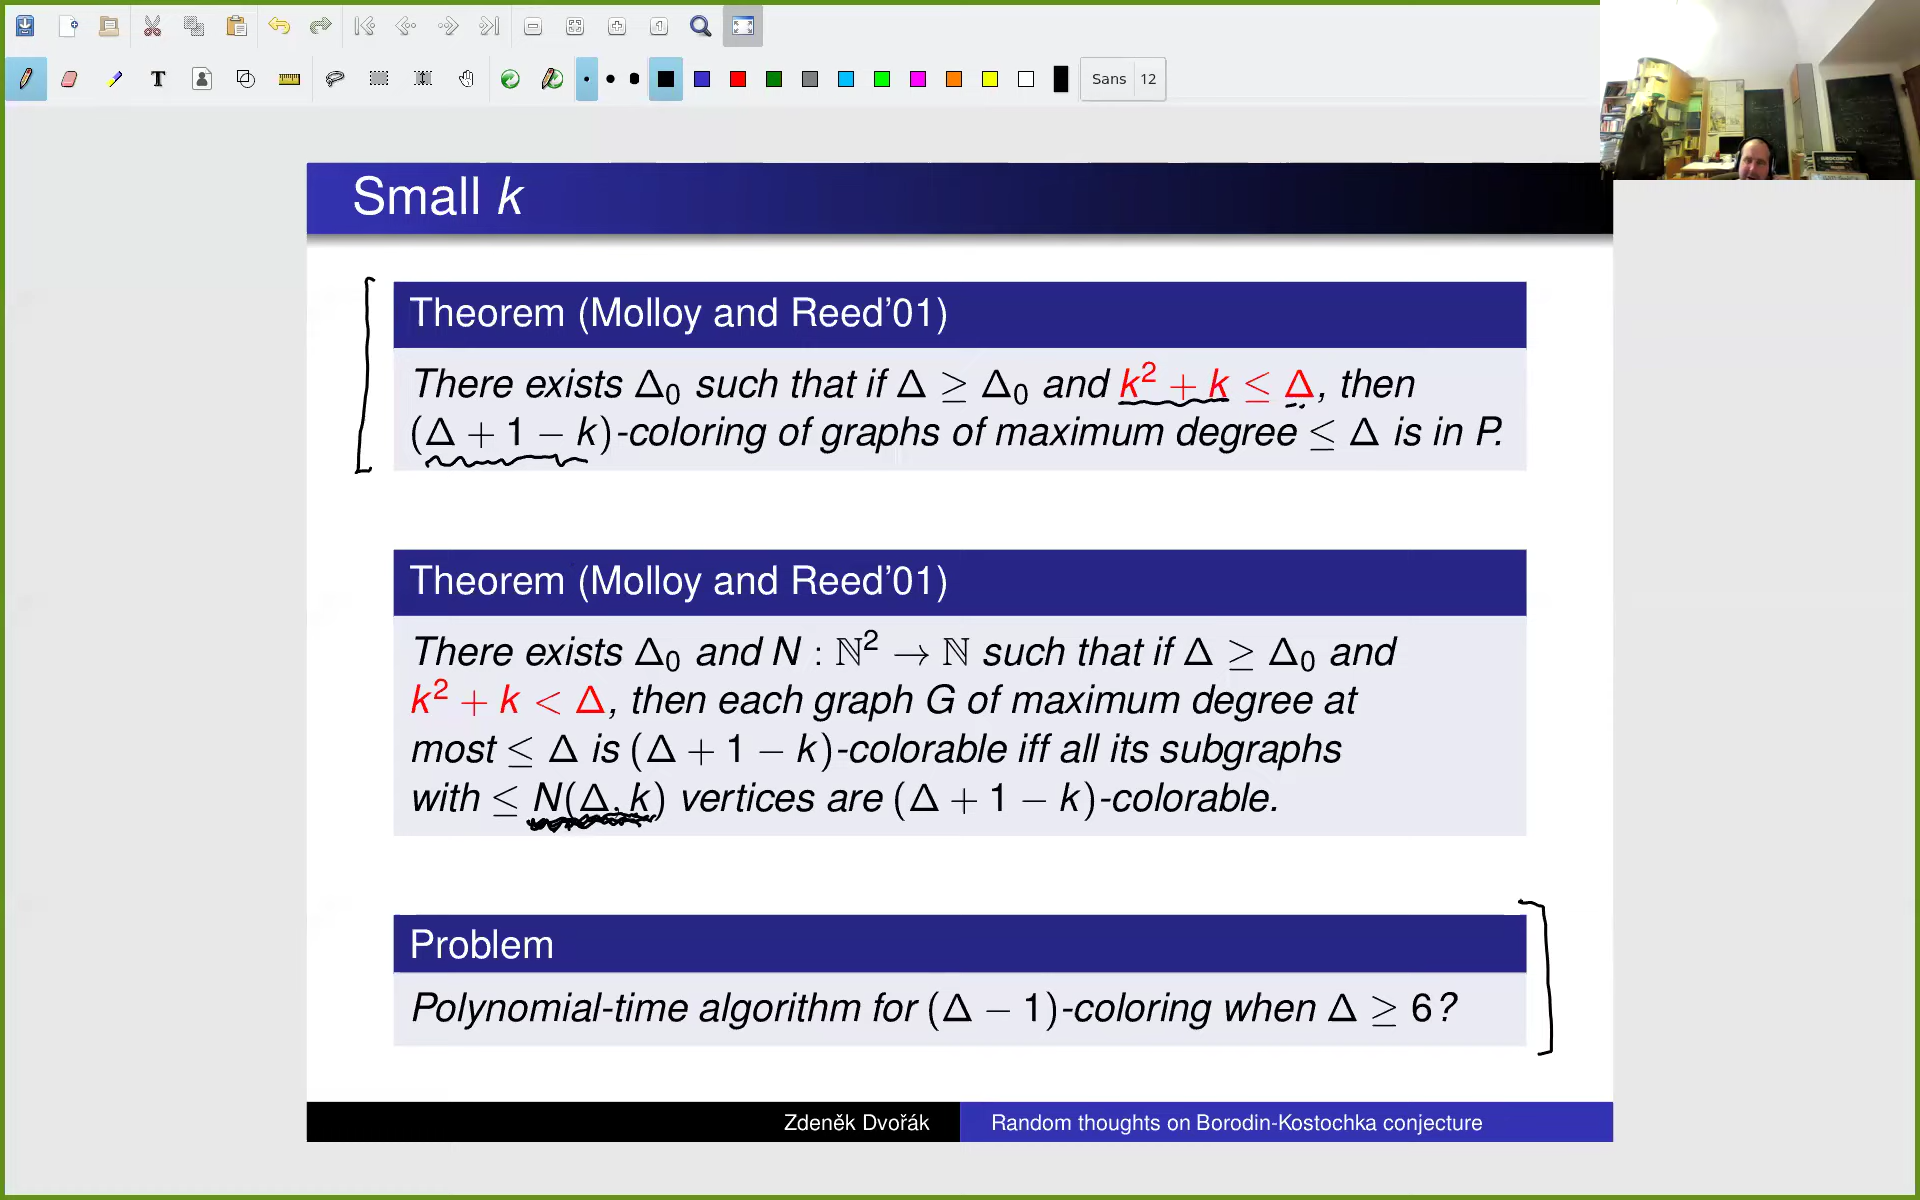 Sans 12
Small k
Theorem (Molloy and Reed'01)
There exists Δ₀ such that if Δ ≥ Δ₀ and k² + k ≤ Δ, then
(Δ + 1 − k)-coloring of graphs of maximum degree ≤ Δ is in P.
Theorem (Molloy and Reed'01)
There exists Δ₀ and N : ℕ² → ℕ such that if Δ ≥ Δ₀ and
k² + k < Δ, then each graph G of maximum degree at
most ≤ Δ is (Δ + 1 − k)-colorable iff all its subgraphs
with ≤ N(Δ, k) vertices are (Δ + 1 − k)-colorable.
Problem
Polynomial-time algorithm for (Δ − 1)-coloring when Δ ≥ 6?
Zdeněk Dvořák Random thoughts on Borodin-Kostochka conjecture